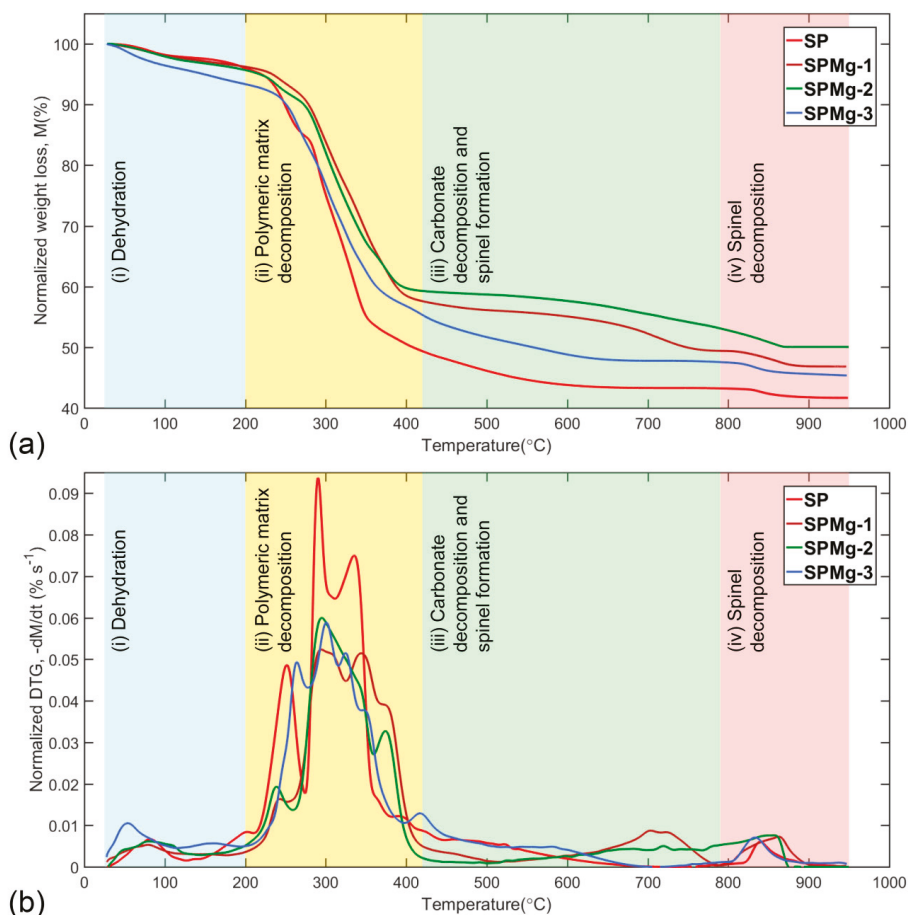 100
90
80
70
60
50
40
Normalized weight loss, M(%)
(i) Dehydration
(ii) Polymeric matrix
decomposition
(iii) Carbonate
decomposition and
spinel formation
(iv) Spinel
decomposition
SP
SPMg-1
SPMg-2
SPMg-3
0 100 200 300 400 500 600 700 800 900 1000
Temperature(°C)
(a)
0.09
0.08
0.07
0.06
0.05
0.04
0.03
0.02
0.01
0
Normalized DTG, -dM/dt (% s⁻¹)
(i) Dehydration
(ii) Polymeric matrix
decomposition
(iii) Carbonate
decomposition and
spinel formation
(iv) Spinel
decomposition
SP
SPMg-1
SPMg-2
SPMg-3
0 100 200 300 400 500 600 700 800 900 1000
Temperature(°C)
(b)